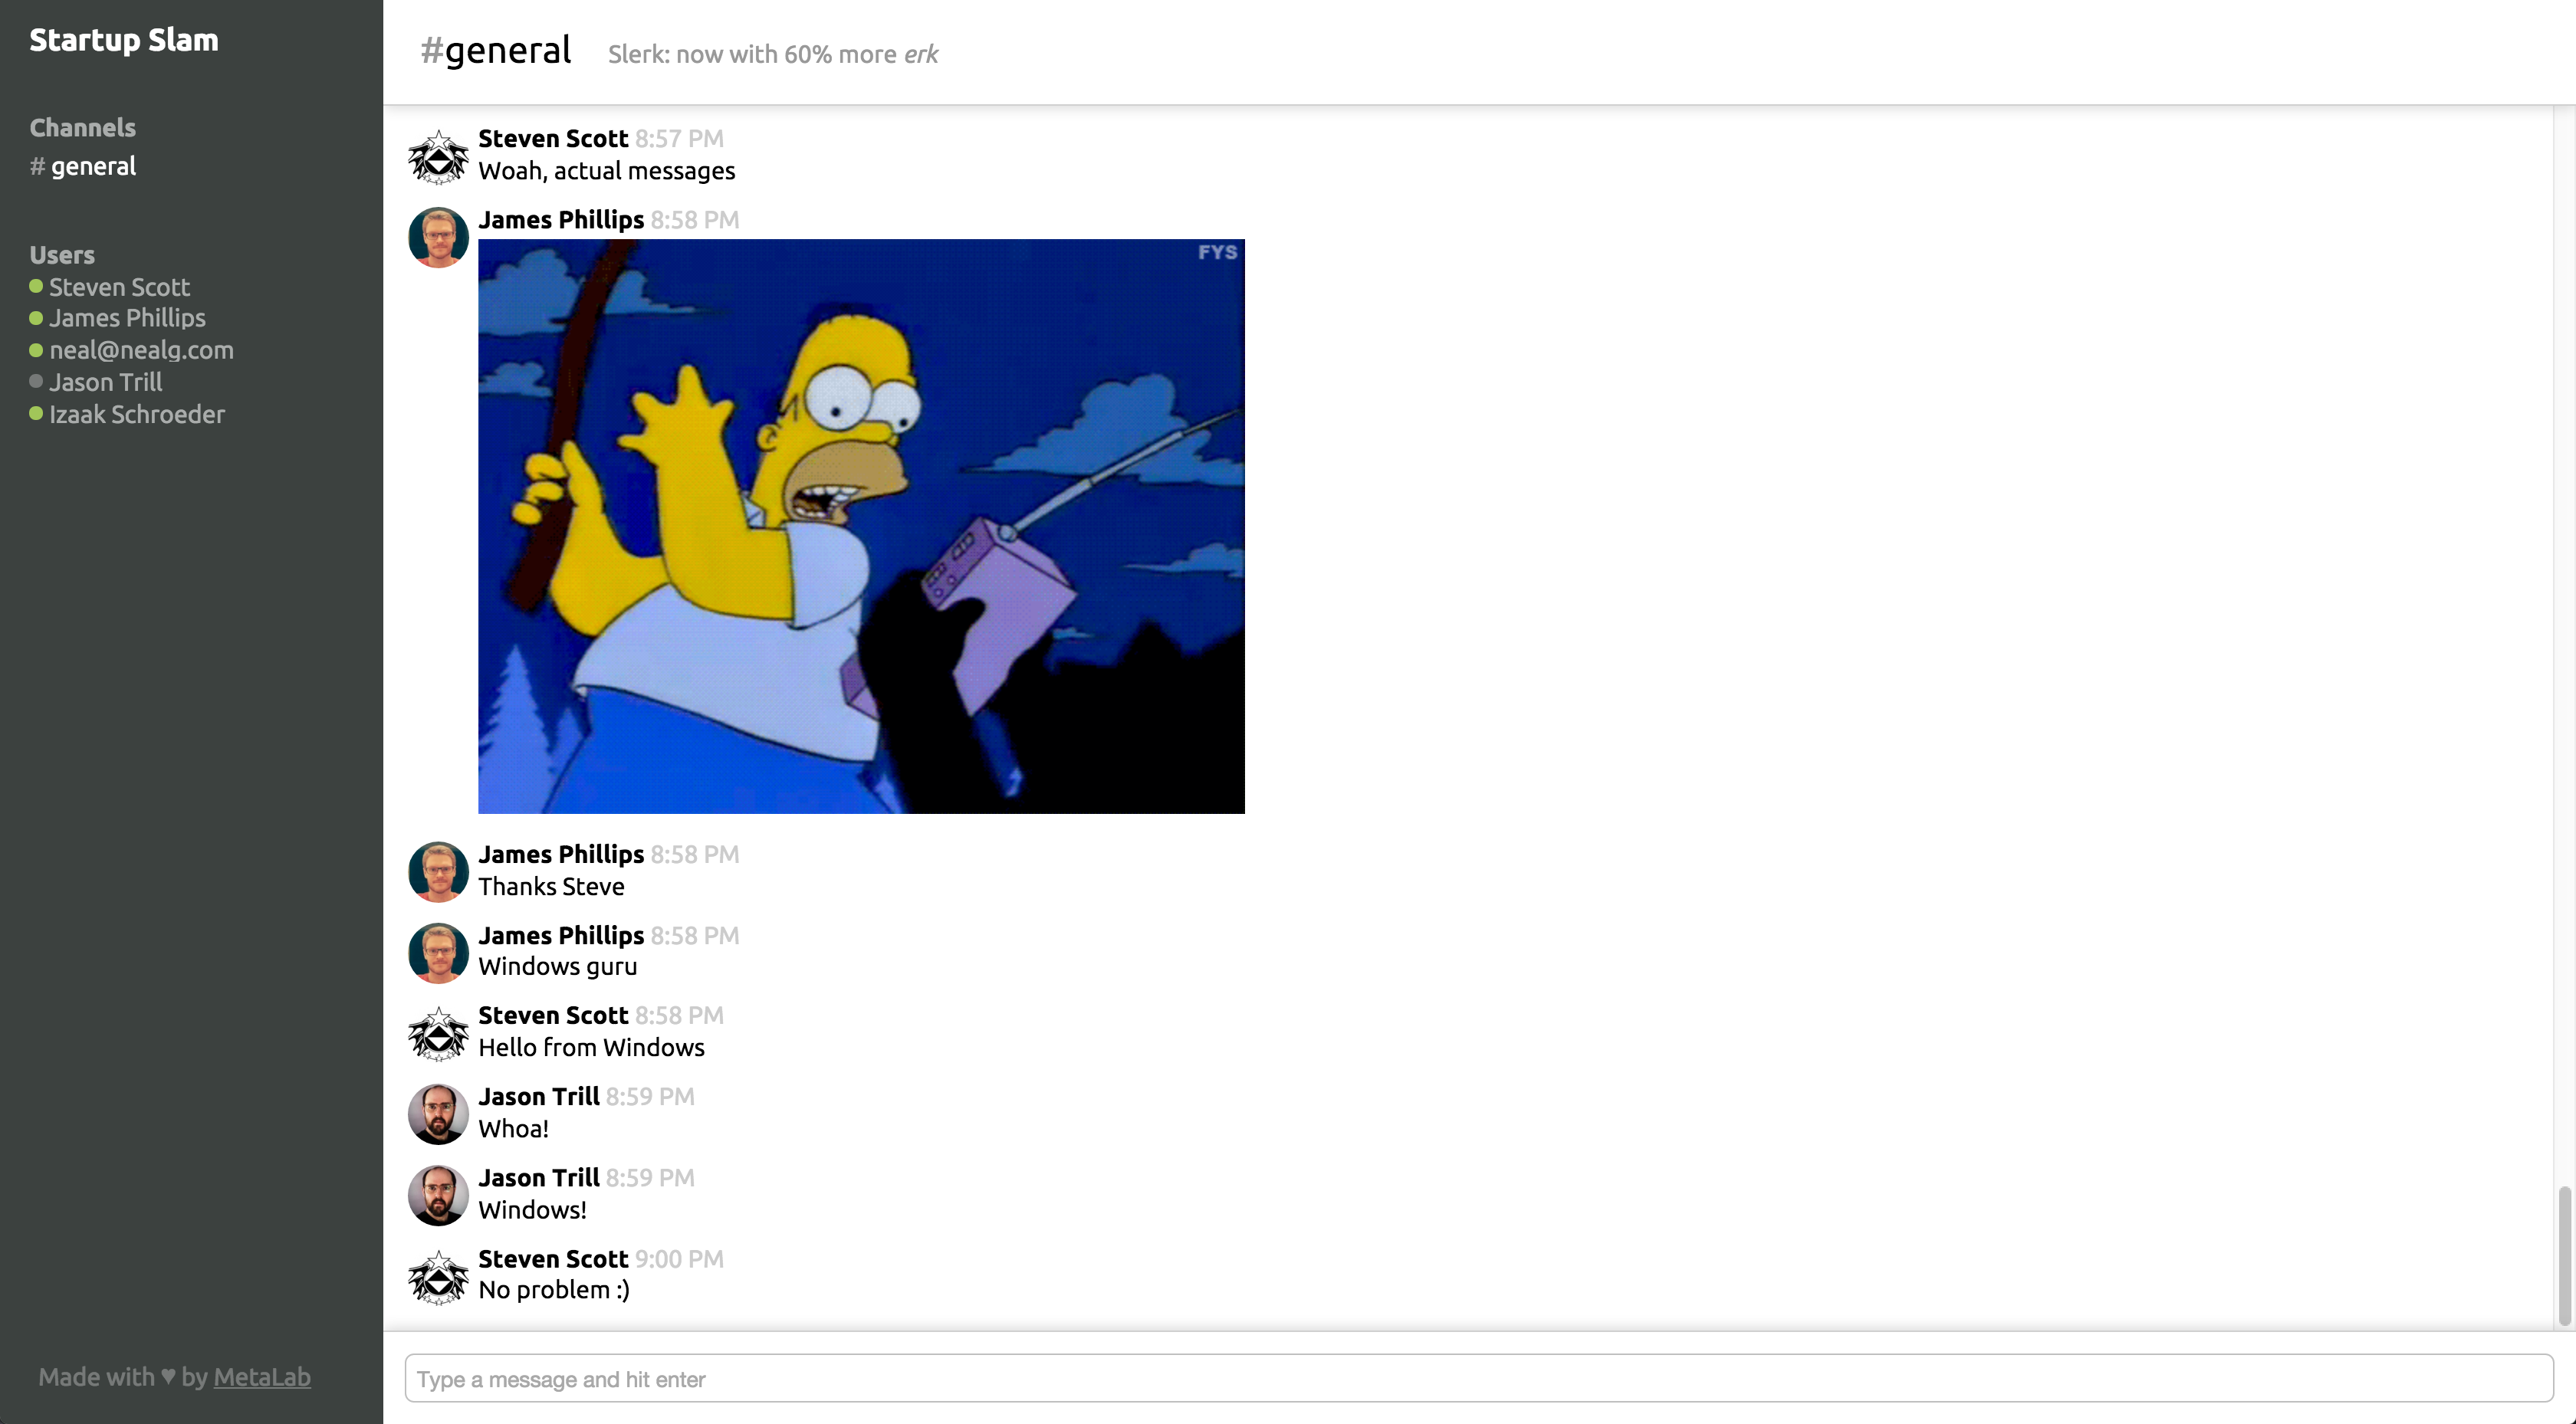 Startup Slam
Channels
# general
Users
Steven Scott
James Phillips
neal@nealg.com
Jason Trill
Izaak Schroeder
Made with ♥ by MetaLab
#general Slerk: now with 60% more erk
Steven Scott 8:57 PM
Woah, actual messages
James Phillips 8:58 PM
FYS
James Phillips 8:58 PM
Thanks Steve
James Phillips 8:58 PM
Windows guru
Steven Scott 8:58 PM
Hello from Windows
Jason Trill 8:59 PM
Whoa!
Jason Trill 8:59 PM
Windows!
Steven Scott 9:00 PM
No problem :)
Type a message and hit enter